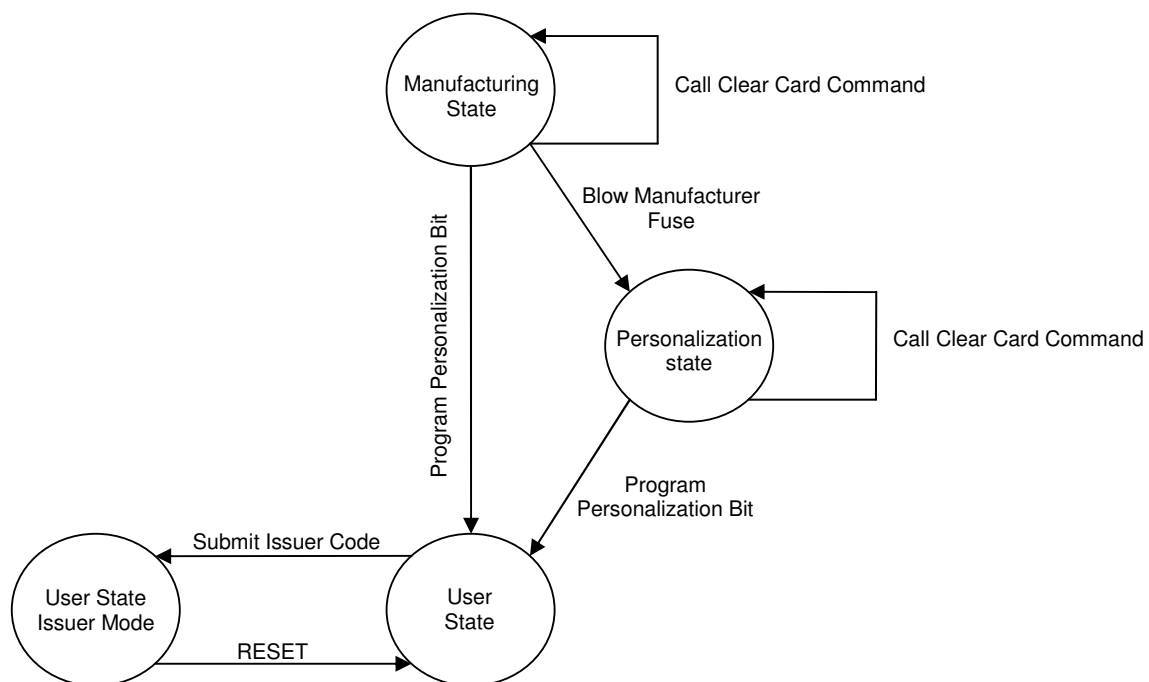 Manufacturing
State
Call Clear Card Command
Blow Manufacturer
Fuse
Program Personalization Bit
Personalization
state
Call Clear Card Command
Program
Personalization Bit
Submit Issuer Code
User State
Issuer Mode
User
State
RESET